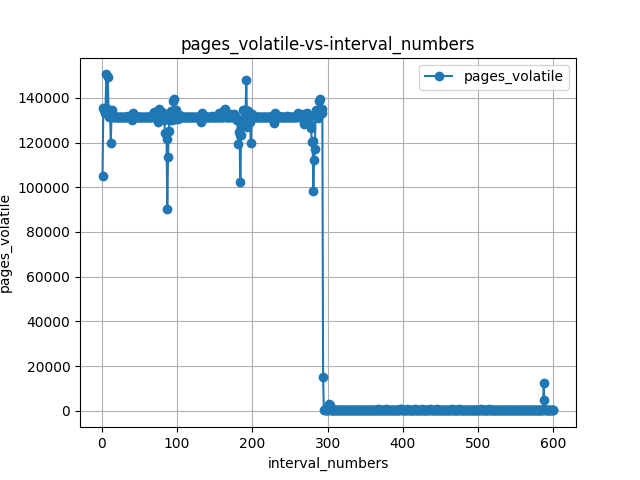 pages_volatile-vs-interval_numbers
pages_volatile
140000
120000
100000
80000
60000
40000
20000
0
pages_volatile
0 100 200 300 400 500 600
interval_numbers